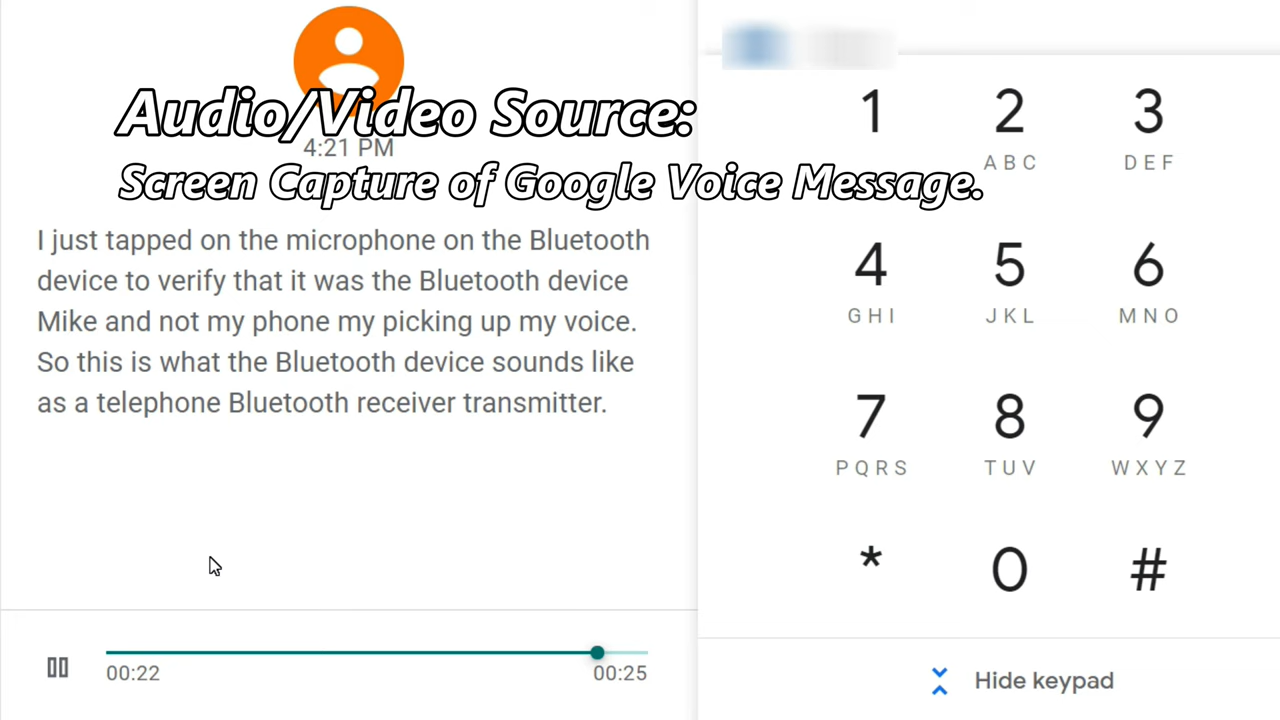 Audio/Video Source:
4:21 PM
Screen Capture of Google Voice Message.
I just tapped on the microphone on the Bluetooth
device to verify that it was the Bluetooth device
Mike and not my phone my picking up my voice.
So this is what the Bluetooth device sounds like
as a telephone Bluetooth receiver transmitter.
00:22
00:25
1
2
3
ABC
DEF
4
5
6
GHI
JKL
MNO
7
8
9
PQRS
TUV
WXYZ
*
0
#
Hide keypad